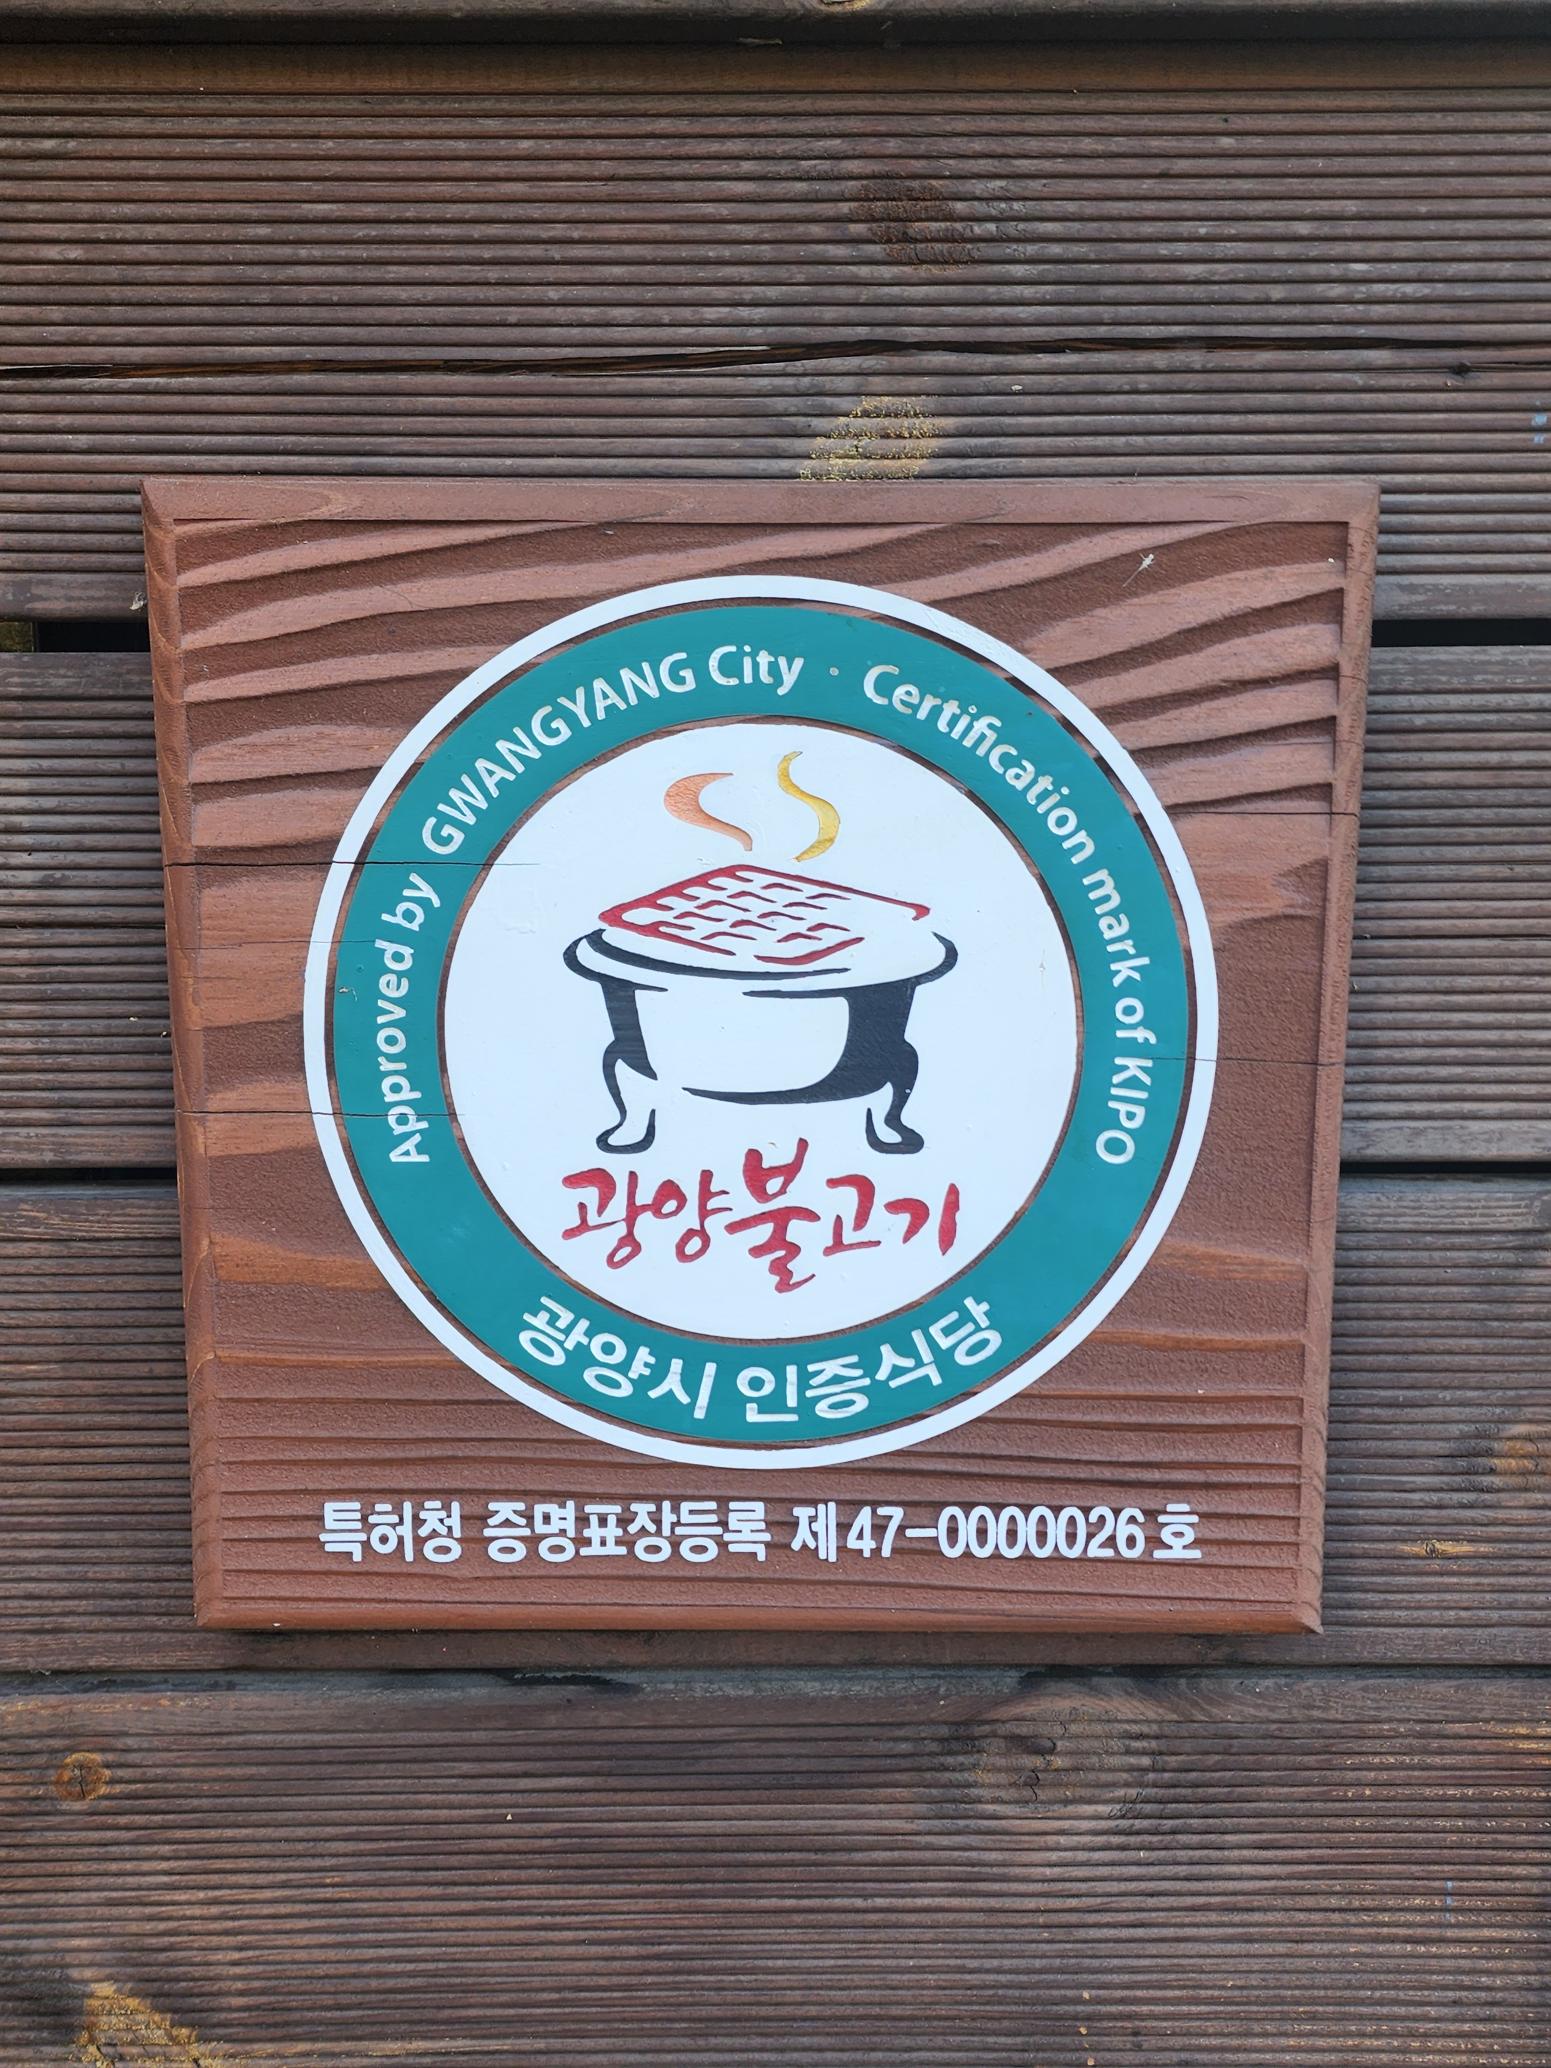 Approved by GWANGYANG City · Certification mark of KIPO
광양불고기
광양시 인증식당
특허청 증명표장등록 제47-0000026호